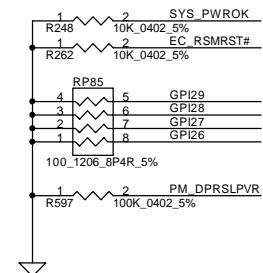 1 2 SYS_PWROK
R248 10K_0402_5%
1 2 EC_RSMRST#
R262 10K_0402_5%
RP85
4 5 GPI29
3 6 GPI28
2 7 GPI27
1 8 GPI26
100_1206_8P4R_5%
1 2 PM_DPRSLPVR
R597 100K_0402_5%